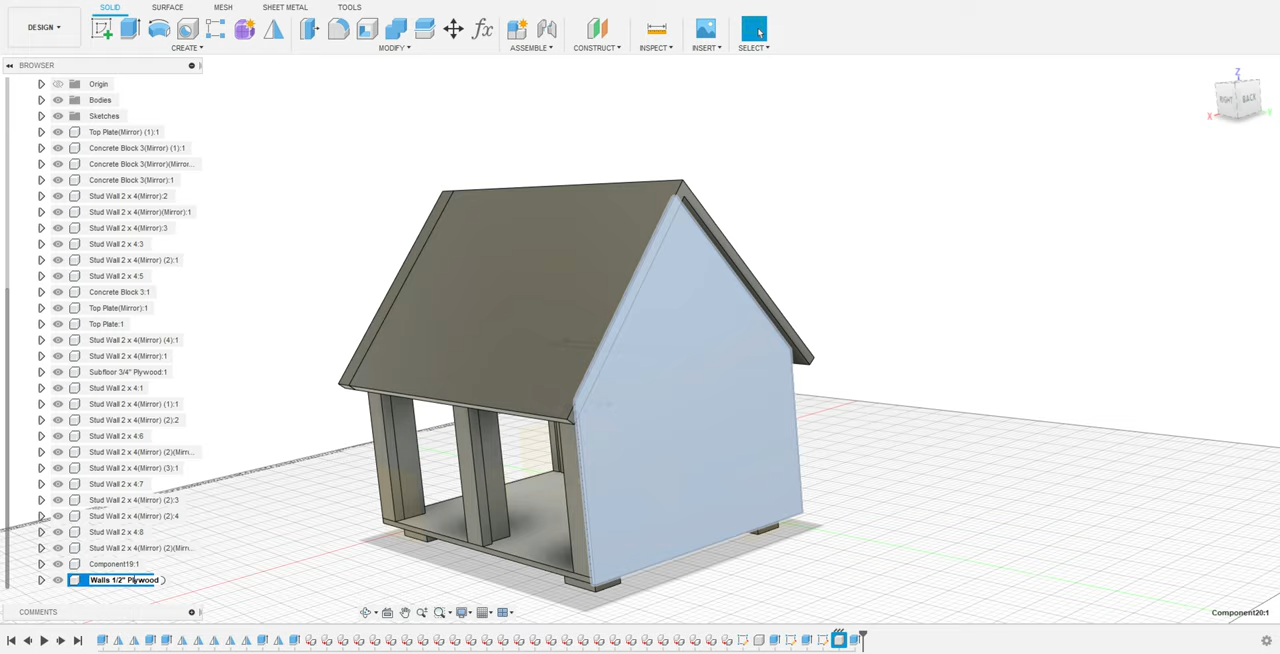 SOLID SURFACE MESH SHEET METAL TOOLS
DESIGN ▾
CREATE ▾ MODIFY ▾ ASSEMBLE ▾ CONSTRUCT ▾ INSPECT ▾ INSERT ▾ SELECT ▾
BROWSER
Origin
Bodies
Sketches
Top Plate(Mirror) (1):1
Concrete Block 3(Mirror) (1):1
Concrete Block 3(Mirror)(Mirror...
Concrete Block 3(Mirror):1
Stud Wall 2 x 4(Mirror):2
Stud Wall 2 x 4(Mirror)(Mirror):1
Stud Wall 2 x 4(Mirror):3
Stud Wall 2 x 4:3
Stud Wall 2 x 4(Mirror) (2):1
Stud Wall 2 x 4:5
Concrete Block 3:1
Top Plate(Mirror):1
Top Plate:1
Stud Wall 2 x 4(Mirror) (4):1
Stud Wall 2 x 4(Mirror):1
Subfloor 3/4" Plywood:1
Stud Wall 2 x 4:1
Stud Wall 2 x 4(Mirror) (1):1
Stud Wall 2 x 4(Mirror) (2):2
Stud Wall 2 x 4:6
Stud Wall 2 x 4(Mirror) (2)(Mirr...
Stud Wall 2 x 4(Mirror) (3):1
Stud Wall 2 x 4:7
Stud Wall 2 x 4(Mirror) (2):3
Stud Wall 2 x 4(Mirror) (2):4
Stud Wall 2 x 4:8
Stud Wall 2 x 4(Mirror) (2)(Mirr...
Component19:1
Walls 1/2" Plywood
COMMENTS
Z
RIGHT BACK
X Y
Component20:1